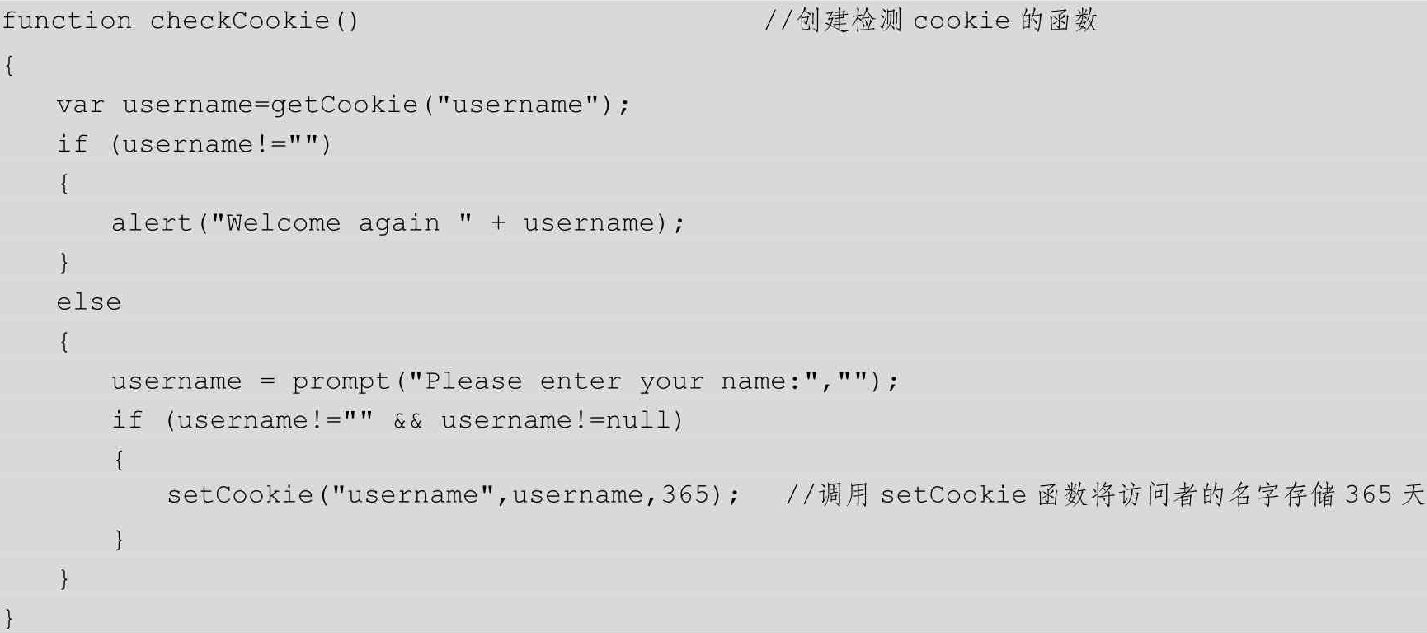 function checkCookie()                         //创建检测 cookie 的函数
{
   var username=getCookie("username");
   if (username!="")
   {
      alert("Welcome again " + username);
   }
   else
   {
      username = prompt("Please enter your name:","");
      if (username!="" && username!=null)
      {
         setCookie("username",username,365);   //调用 setCookie 函数将访问者的名字存储 365 天
      }
   }
}